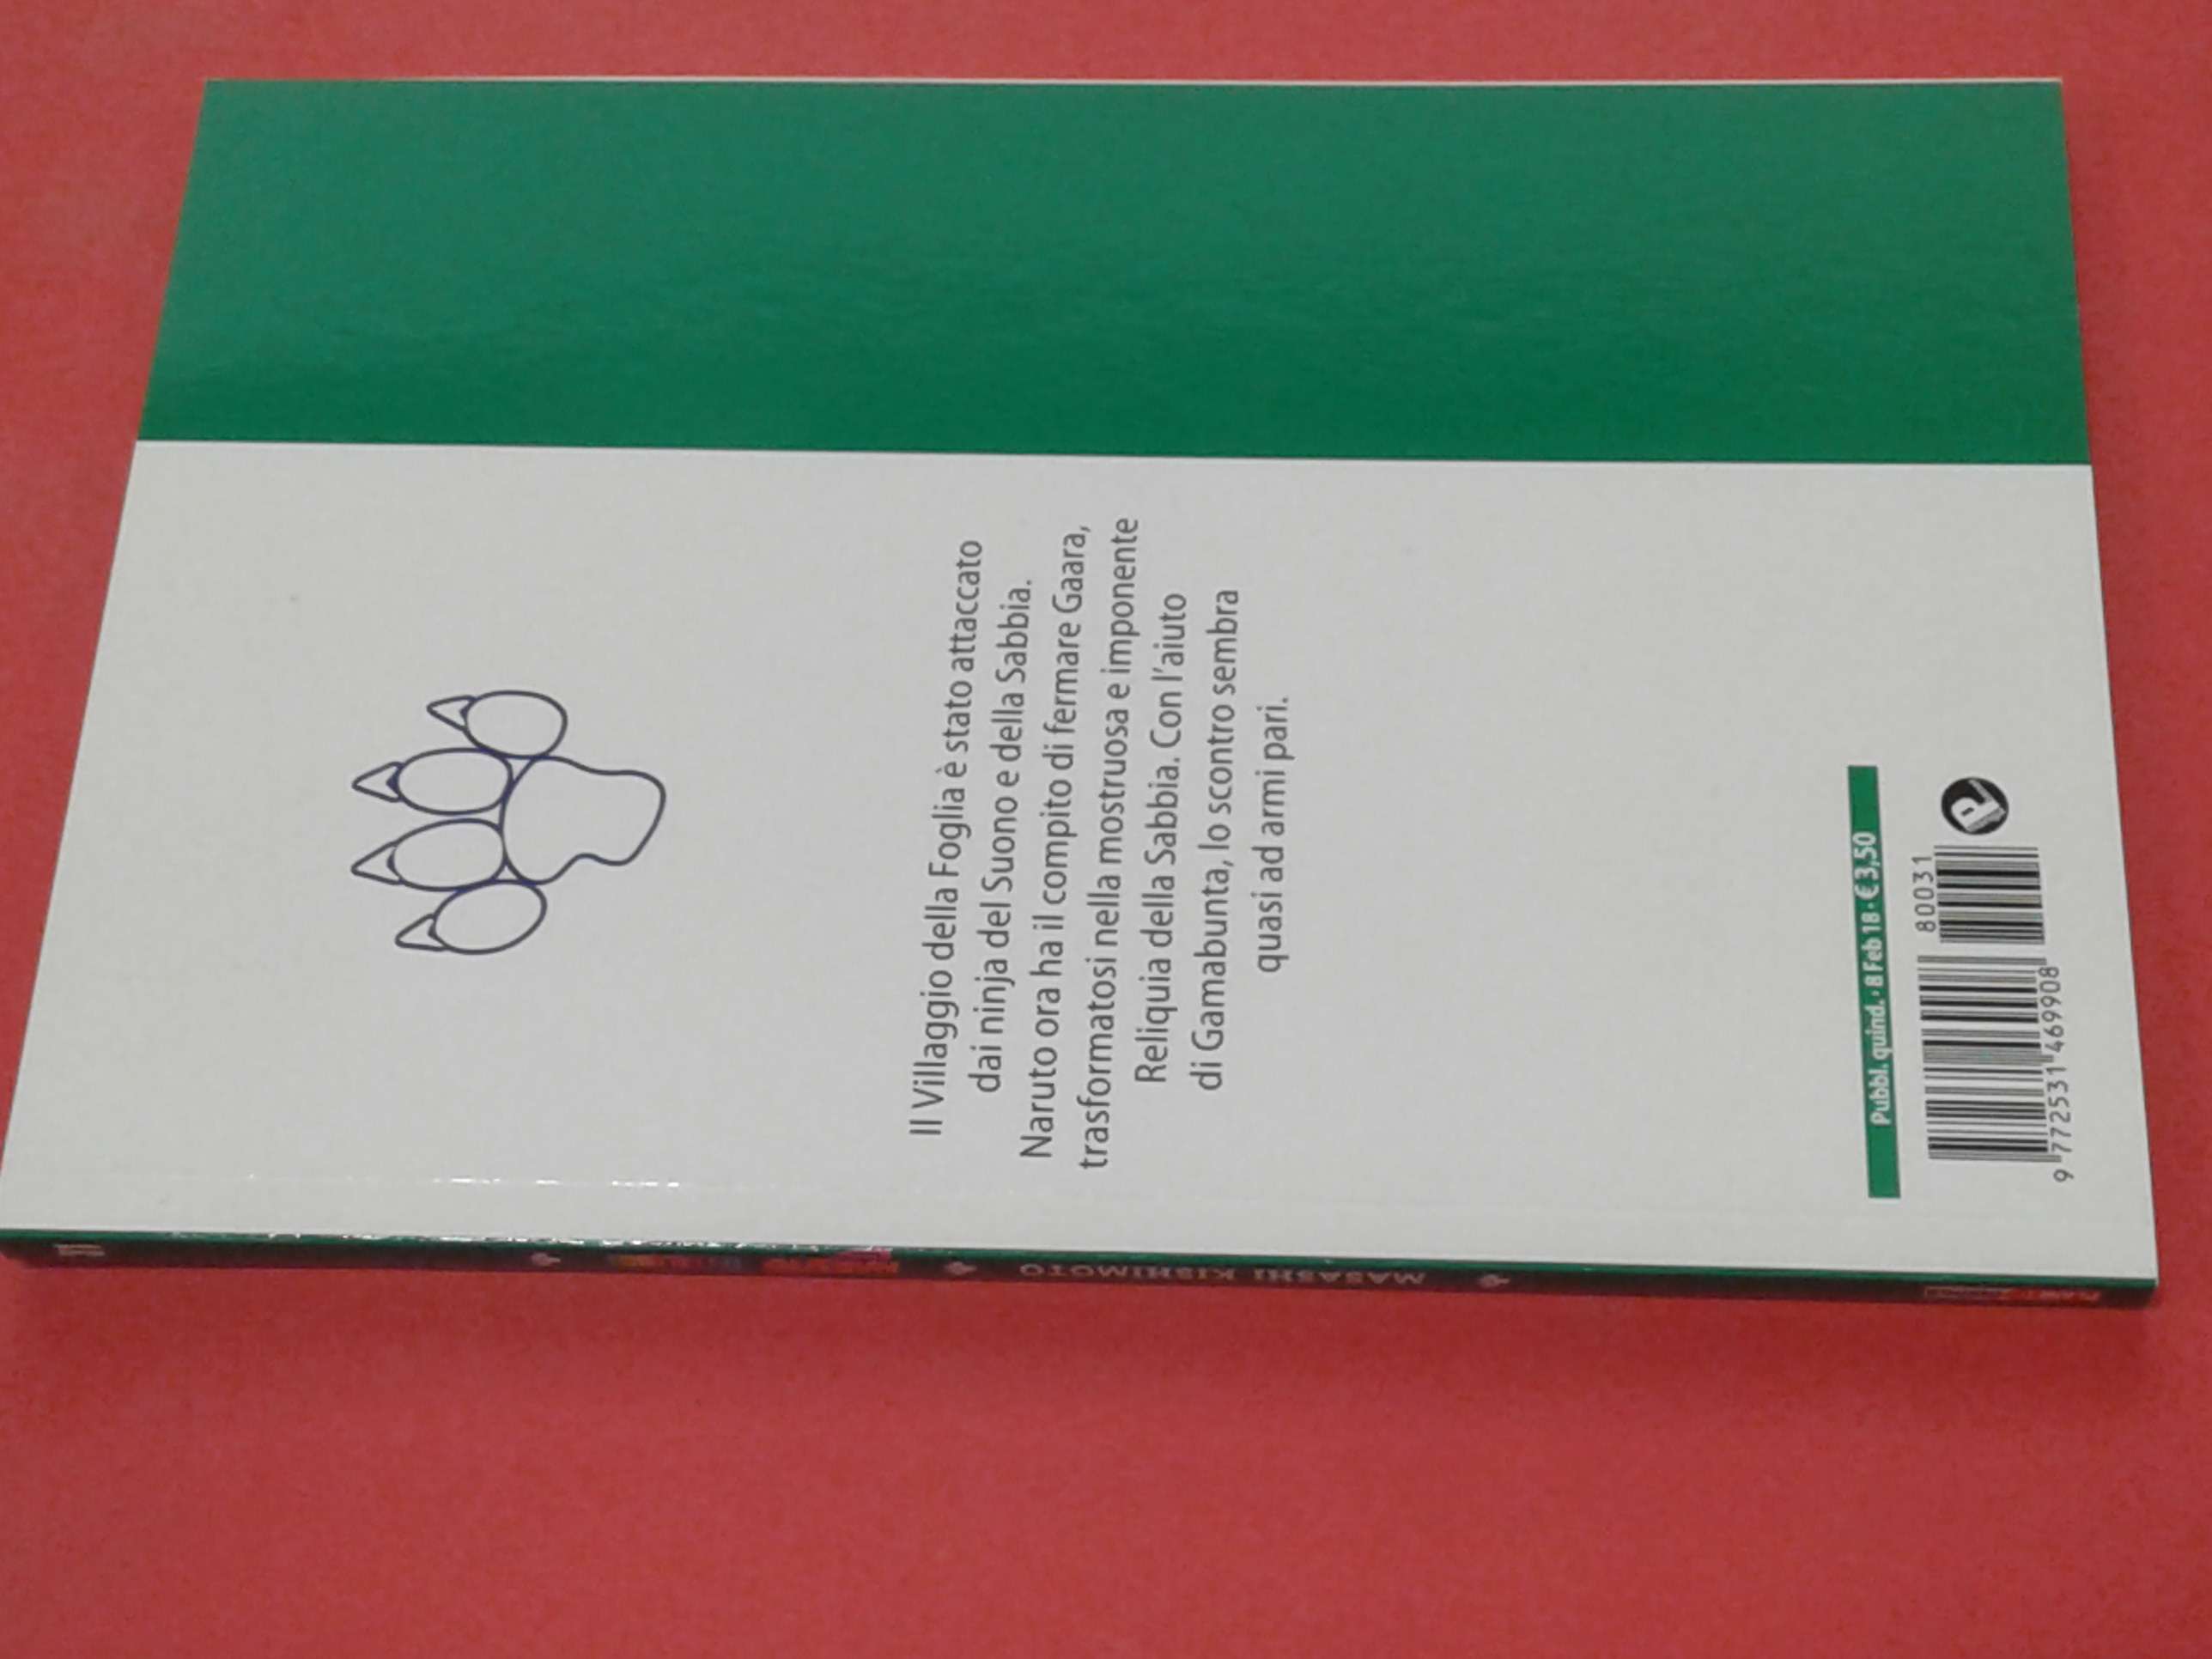 Il Villaggio della Foglia è stato attaccato
dai ninja del Suono e della Sabbia.
Naruto ora ha il compito di fermare Gaara,
trasformatosi nella mostruosa e imponente
Reliquia della Sabbia. Con l'aiuto
di Gamabunta, lo scontro sembra
quasi ad armi pari.
Pubbl. quind. • 8 Feb 18 • € 3,50
80031
9 772531 469908
MASASHI KISHIMOTO